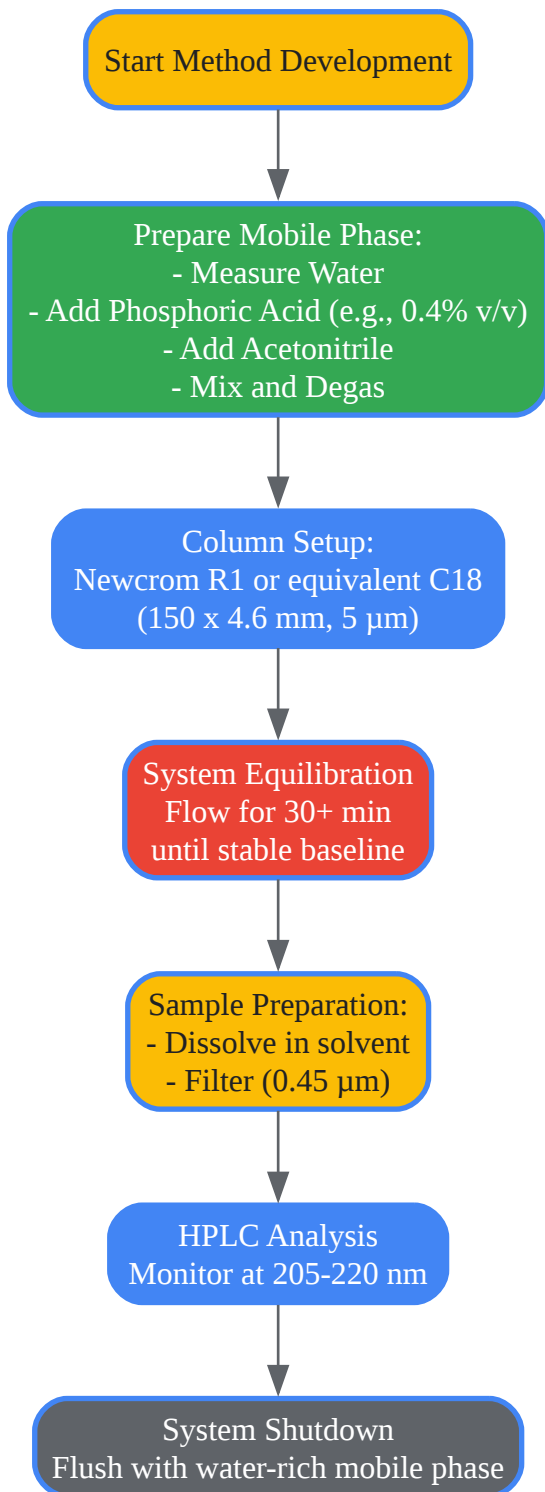 Start Method Development
Prepare Mobile Phase:
- Measure Water
- Add Phosphoric Acid (e.g., 0.4% v/v)
- Add Acetonitrile
- Mix and Degas
Column Setup:
Newcrom R1 or equivalent C18
(150 x 4.6 mm, 5 µm)
System Equilibration
Flow for 30+ min
until stable baseline
Sample Preparation:
- Dissolve in solvent
- Filter (0.45 µm)
HPLC Analysis
Monitor at 205-220 nm
System Shutdown
Flush with water-rich mobile phase